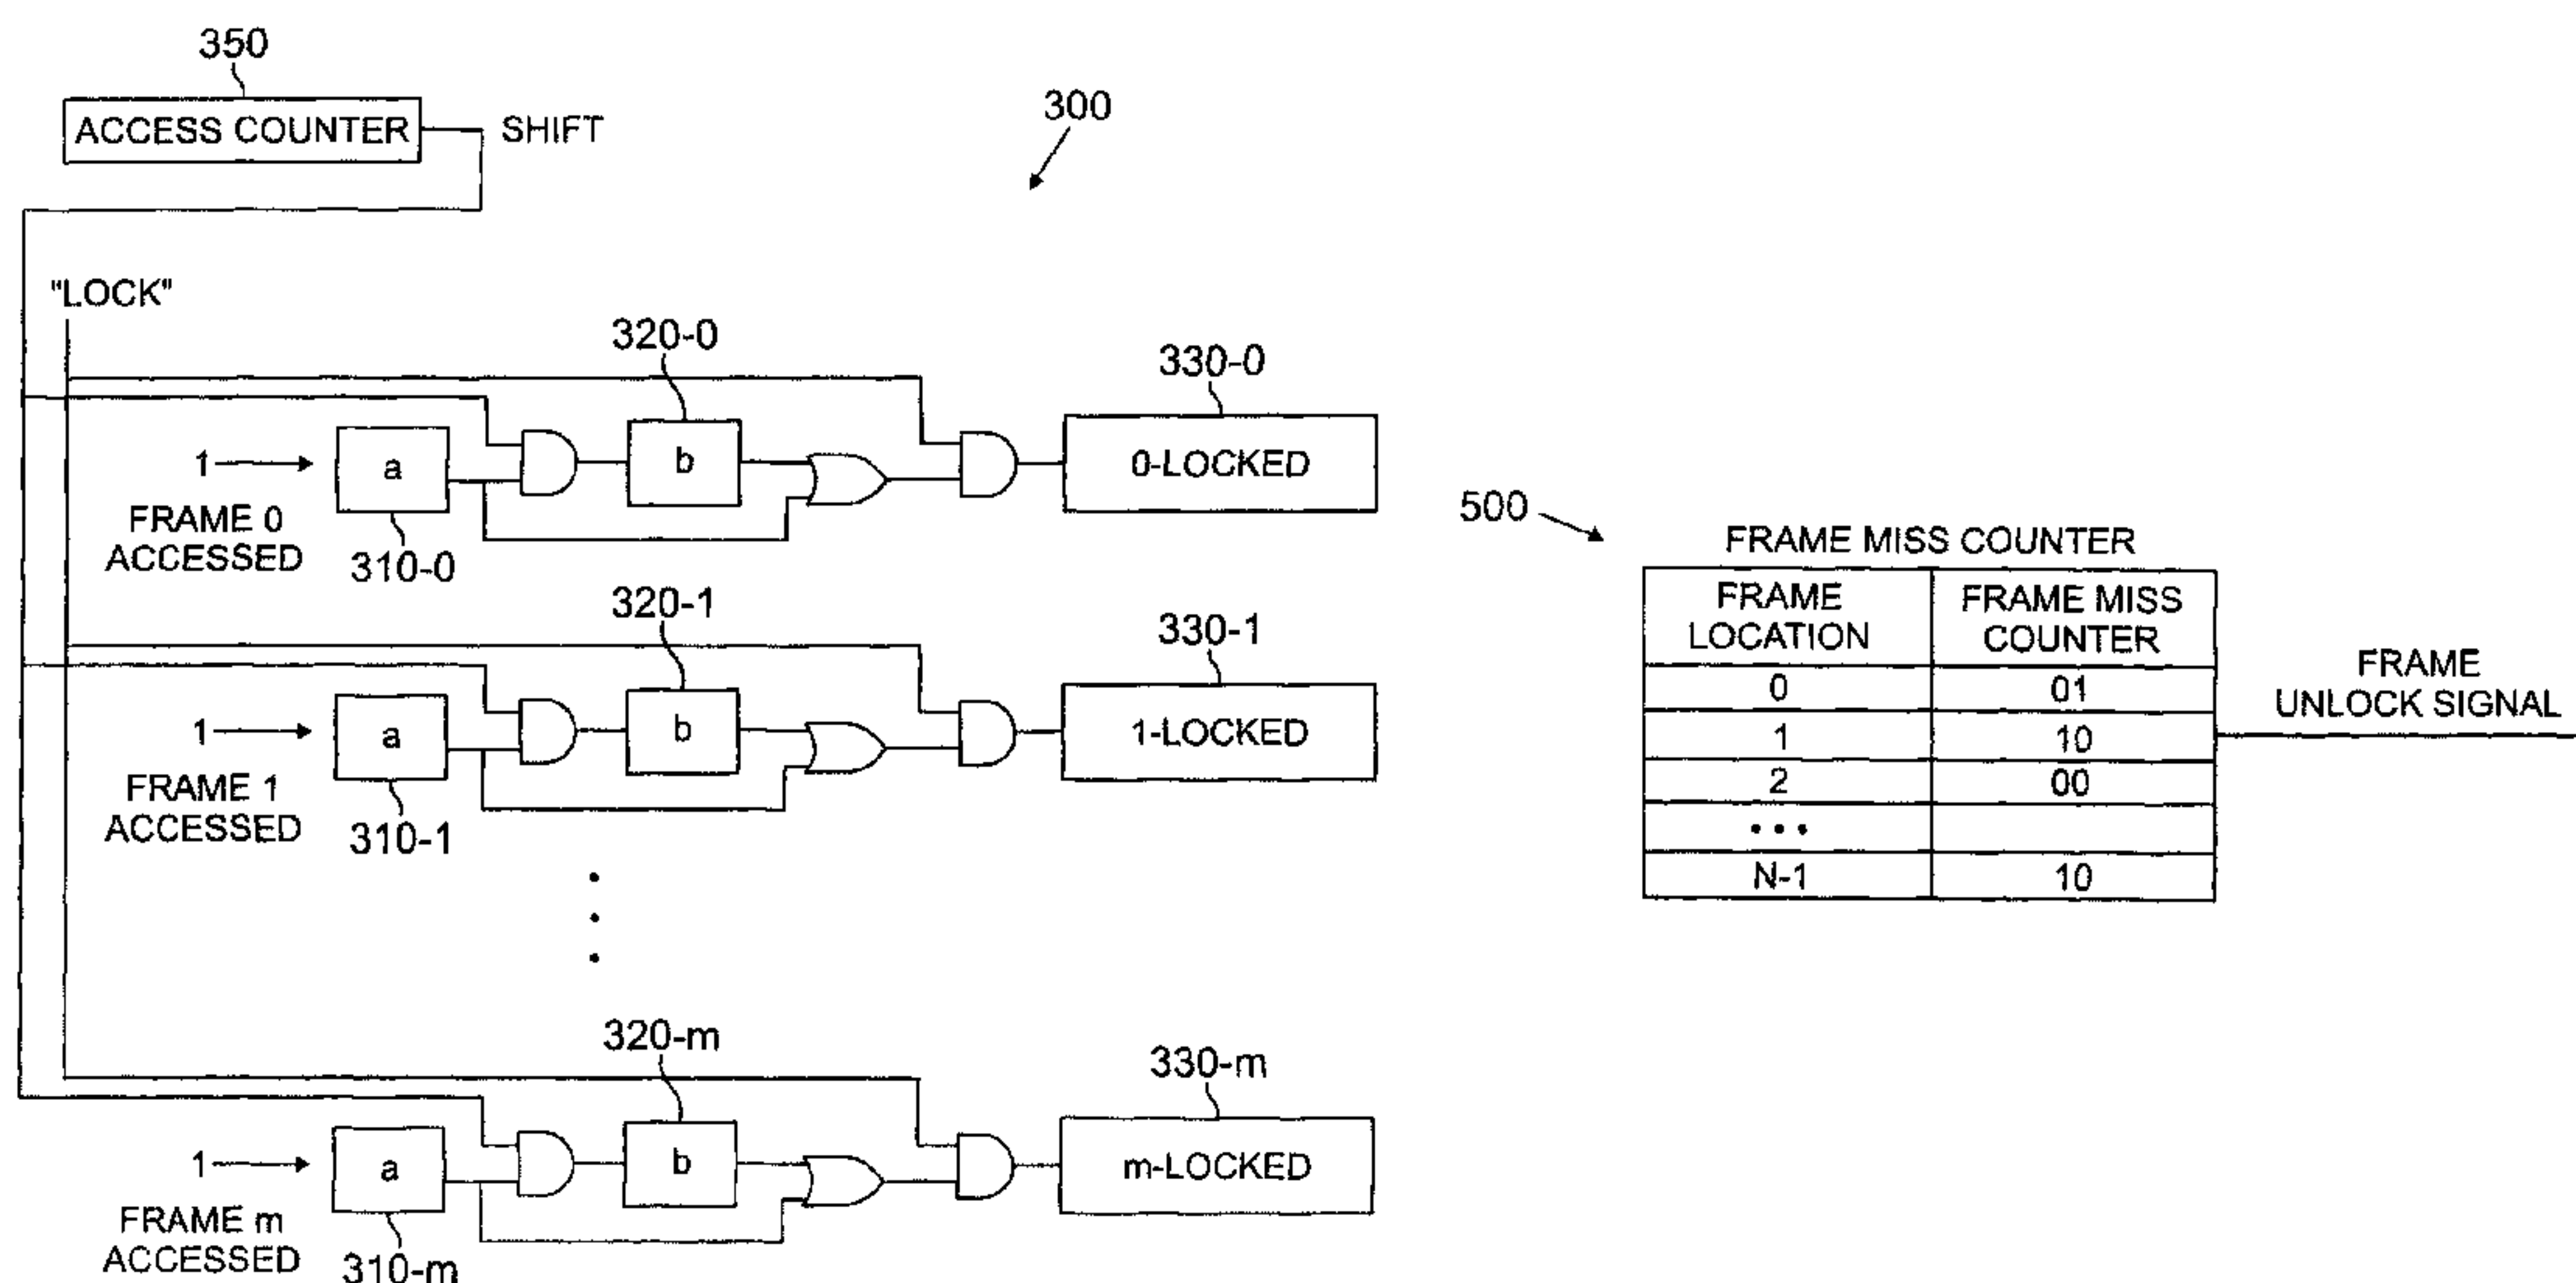 350
ACCESS COUNTER
SHIFT
300
"LOCK"
320-0
330-0
1
a
b
0-LOCKED
FRAME 0
ACCESSED
310-0
320-1
330-1
1
a
b
1-LOCKED
FRAME 1
ACCESSED
310-1
320-m
330-m
1
a
b
m-LOCKED
FRAME m
ACCESSED
310-m
500
FRAME MISS COUNTER
FRAME LOCATION
FRAME MISS COUNTER
0 01
1 10
2 00
• • •
N-1 10
FRAME
UNLOCK SIGNAL